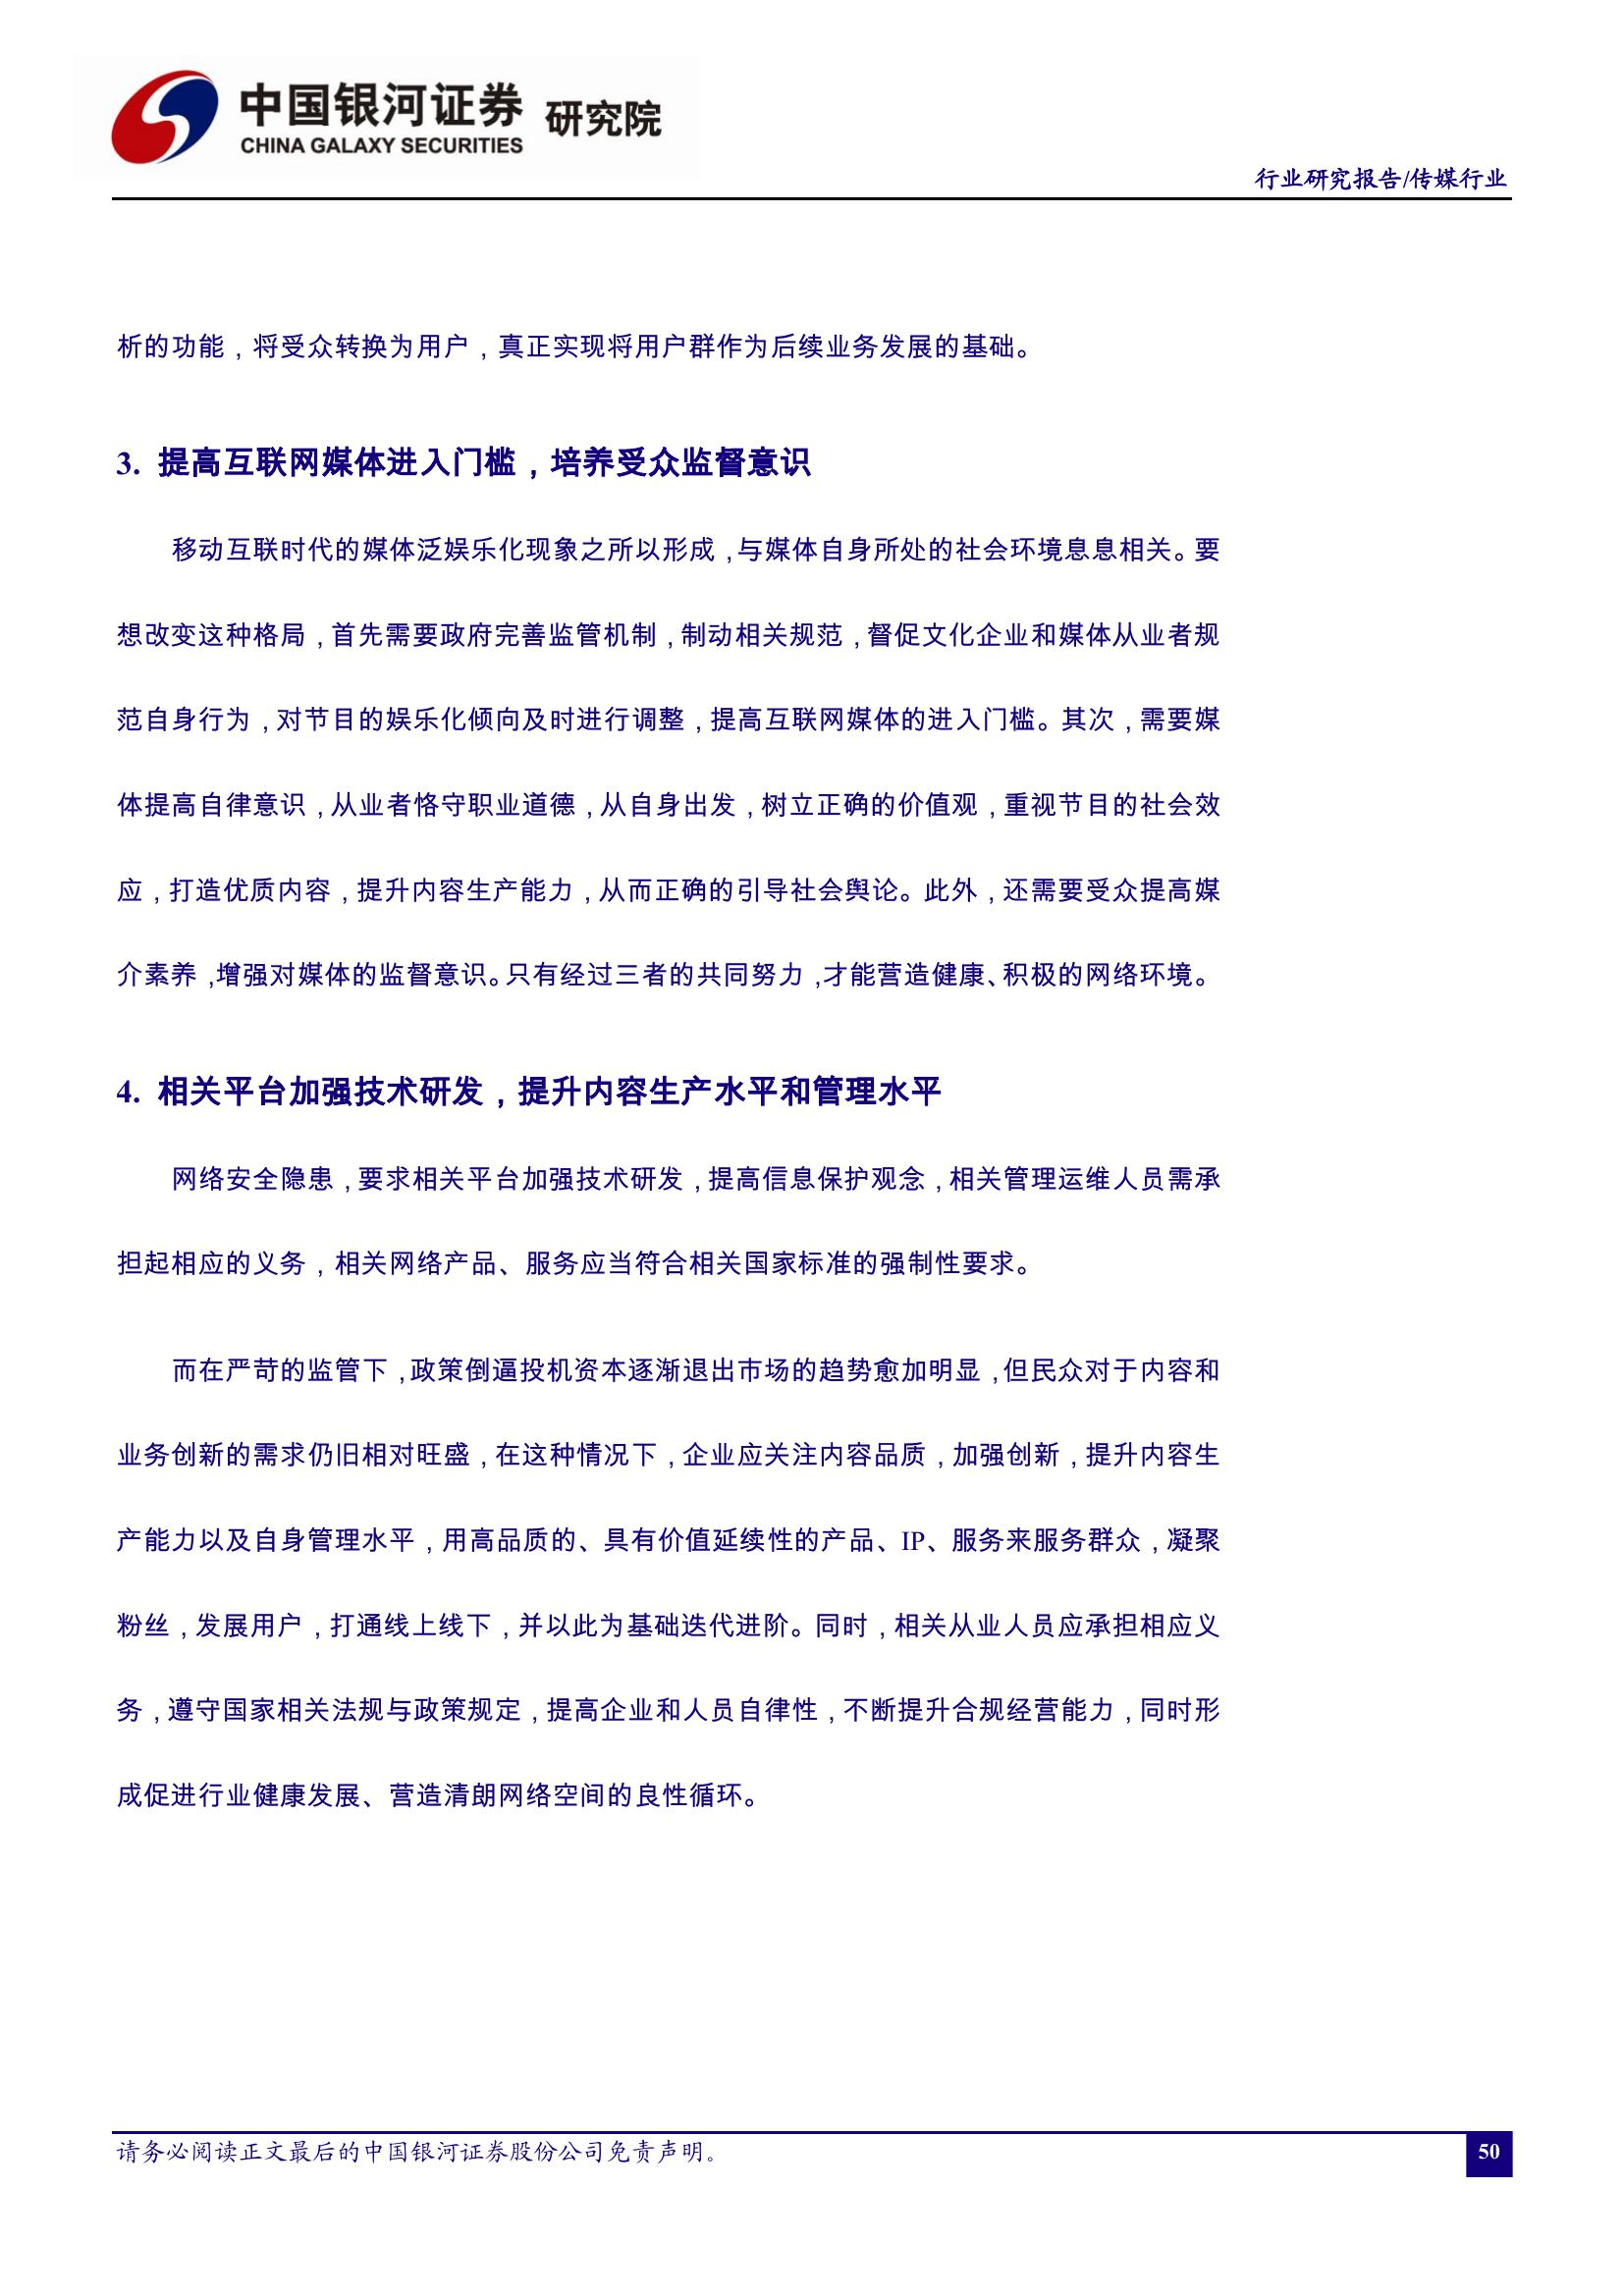 中国银河证券 研究院
CHINA GALAXY SECURITIES
行业研究报告/传媒行业
析的功能，将受众转换为用户，真正实现将用户群作为后续业务发展的基础。
3. 提高互联网媒体进入门槛，培养受众监督意识
移动互联时代的媒体泛娱乐化现象之所以形成，与媒体自身所处的社会环境息息相关。要
想改变这种格局，首先需要政府完善监管机制，制动相关规范，督促文化企业和媒体从业者规
范自身行为，对节目的娱乐化倾向及时进行调整，提高互联网媒体的进入门槛。其次，需要媒
体提高自律意识，从业者恪守职业道德，从自身出发，树立正确的价值观，重视节目的社会效
应，打造优质内容，提升内容生产能力，从而正确的引导社会舆论。此外，还需要受众提高媒
介素养，增强对媒体的监督意识。只有经过三者的共同努力，才能营造健康、积极的网络环境。
4. 相关平台加强技术研发，提升内容生产水平和管理水平
网络安全隐患，要求相关平台加强技术研发，提高信息保护观念，相关管理运维人员需承
担起相应的义务，相关网络产品、服务应当符合相关国家标准的强制性要求。
而在严苛的监管下，政策倒逼投机资本逐渐退出市场的趋势愈加明显，但民众对于内容和
业务创新的需求仍旧相对旺盛，在这种情况下，企业应关注内容品质，加强创新，提升内容生
产能力以及自身管理水平，用高品质的、具有价值延续性的产品、IP、服务来服务群众，凝聚
粉丝，发展用户，打通线上线下，并以此为基础迭代进阶。同时，相关从业人员应承担相应义
务，遵守国家相关法规与政策规定，提高企业和人员自律性，不断提升合规经营能力，同时形
成促进行业健康发展、营造清朗网络空间的良性循环。
请务必阅读正文最后的中国银河证券股份公司免责声明。
50